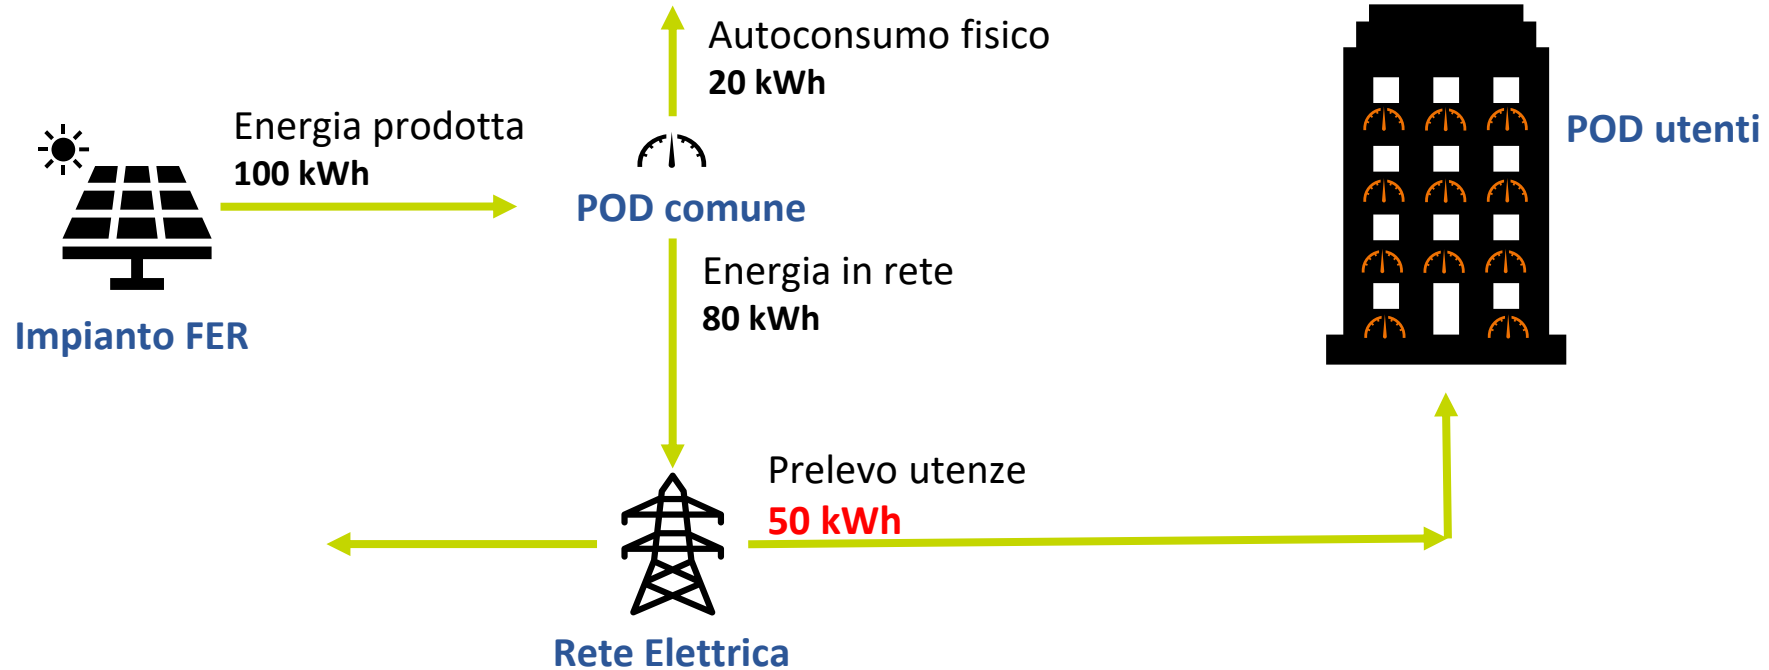 Autoconsumo fisico
20 kWh
Energia prodotta
100 kWh
POD utenti
POD comune
Energia in rete
80 kWh
Impianto FER
Prelevo utenze
50 kWh
Rete Elettrica